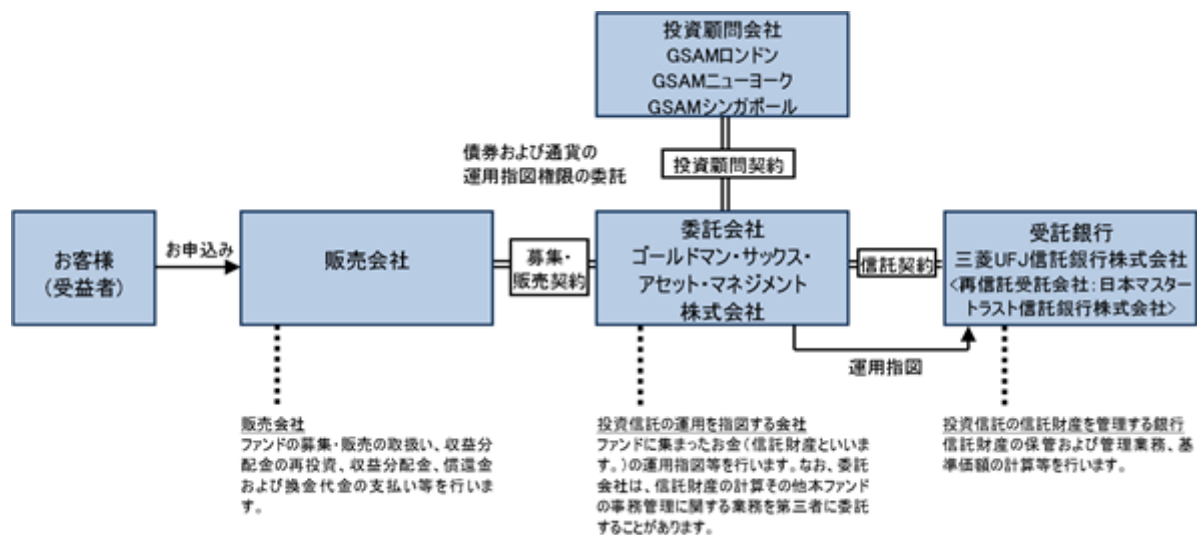 投資顧問会社
GSAMロンドン
GSAMニューヨーク
GSAMシンガポール
債券および通貨の
運用指図権限の委託
投資顧問契約
お客様
(受益者)
お申込み
販売会社
募集・
販売契約
委託会社
ゴールドマン・サックス・
アセット・マネジメント
株式会社
信託契約
受託銀行
三菱UFJ信託銀行株式会社
<再信託受託会社:日本マスター
トラスト信託銀行株式会社>
運用指図
販売会社
ファンドの募集・販売の取扱い、収益分
配金の再投資、収益分配金、償還金
および換金代金の支払い等を行いま
す。
投資信託の運用を指図する会社
ファンドに集まったお金(信託財産といいま
す。)の運用指図等を行います。なお、委託
会社は、信託財産の計算その他本ファンド
の事務管理に関する業務を第三者に委託
することがあります。
投資信託の信託財産を管理する銀行
信託財産の保管および管理業務、基
準価額の計算等を行います。